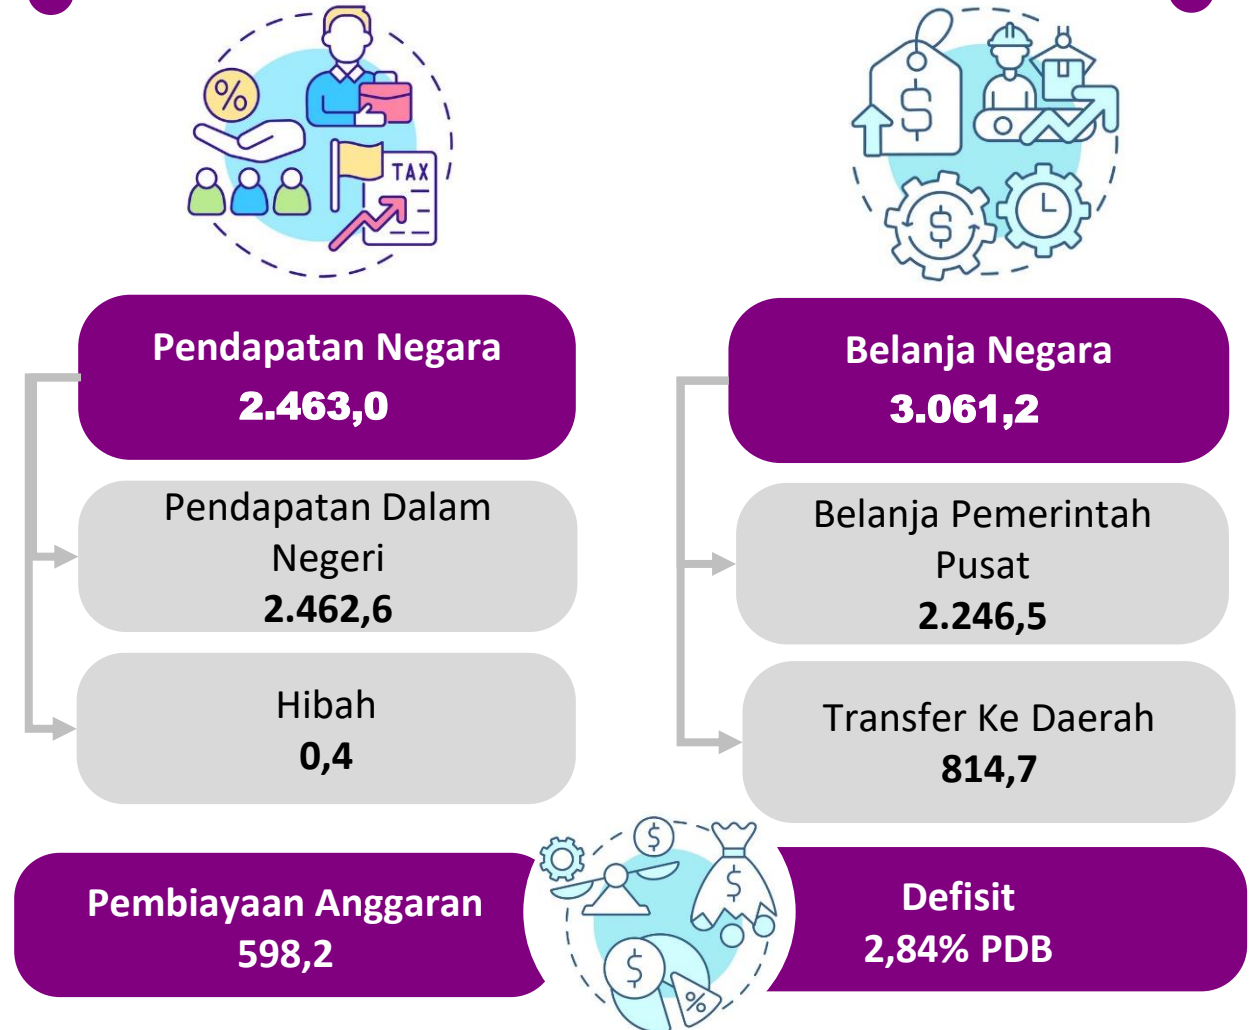 %
TAX
$
$
Pendapatan Negara
2.463,0
Pendapatan Dalam
Negeri
2.462,6
Hibah
0,4
Belanja Negara
3.061,2
Belanja Pemerintah
Pusat
2.246,5
Transfer Ke Daerah
814,7
Pembiayaan Anggaran
598,2
$
$
$
%
Defisit
2,84% PDB